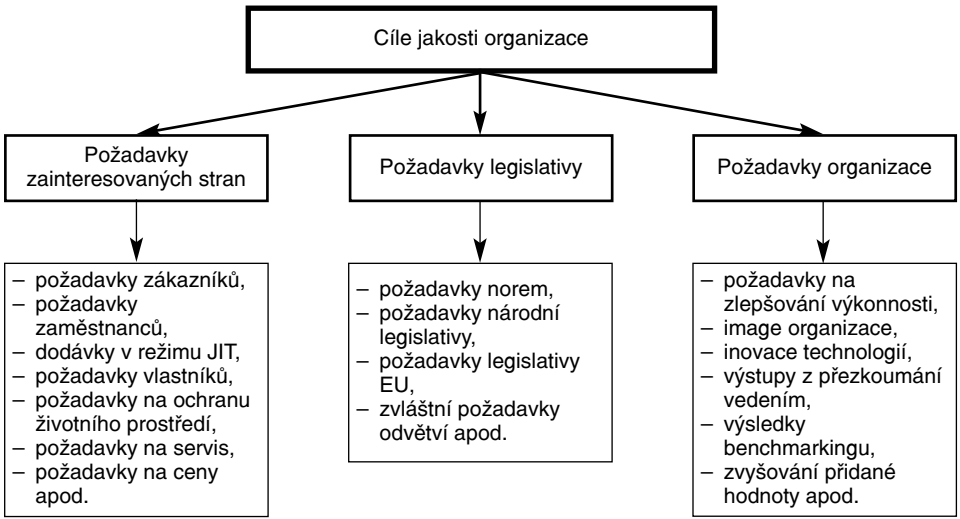 Cíle jakosti organizace
Požadavky
zainteresovaných stran
Požadavky legislativy
Požadavky organizace
– požadavky zákazníků,
– požadavky
zaměstnanců,
– dodávky v režimu JIT,
– požadavky vlastníků,
– požadavky na ochranu
životního prostředí,
– požadavky na servis,
– požadavky na ceny
apod.
– požadavky norem,
– požadavky národní
legislativy,
– požadavky legislativy
EU,
– zvláštní požadavky
odvětví apod.
– požadavky na
zlepšování výkonnosti,
– image organizace,
– inovace technologií,
– výstupy z přezkoumání
vedením,
– výsledky
benchmarkingu,
– zvyšování přidané
hodnoty apod.